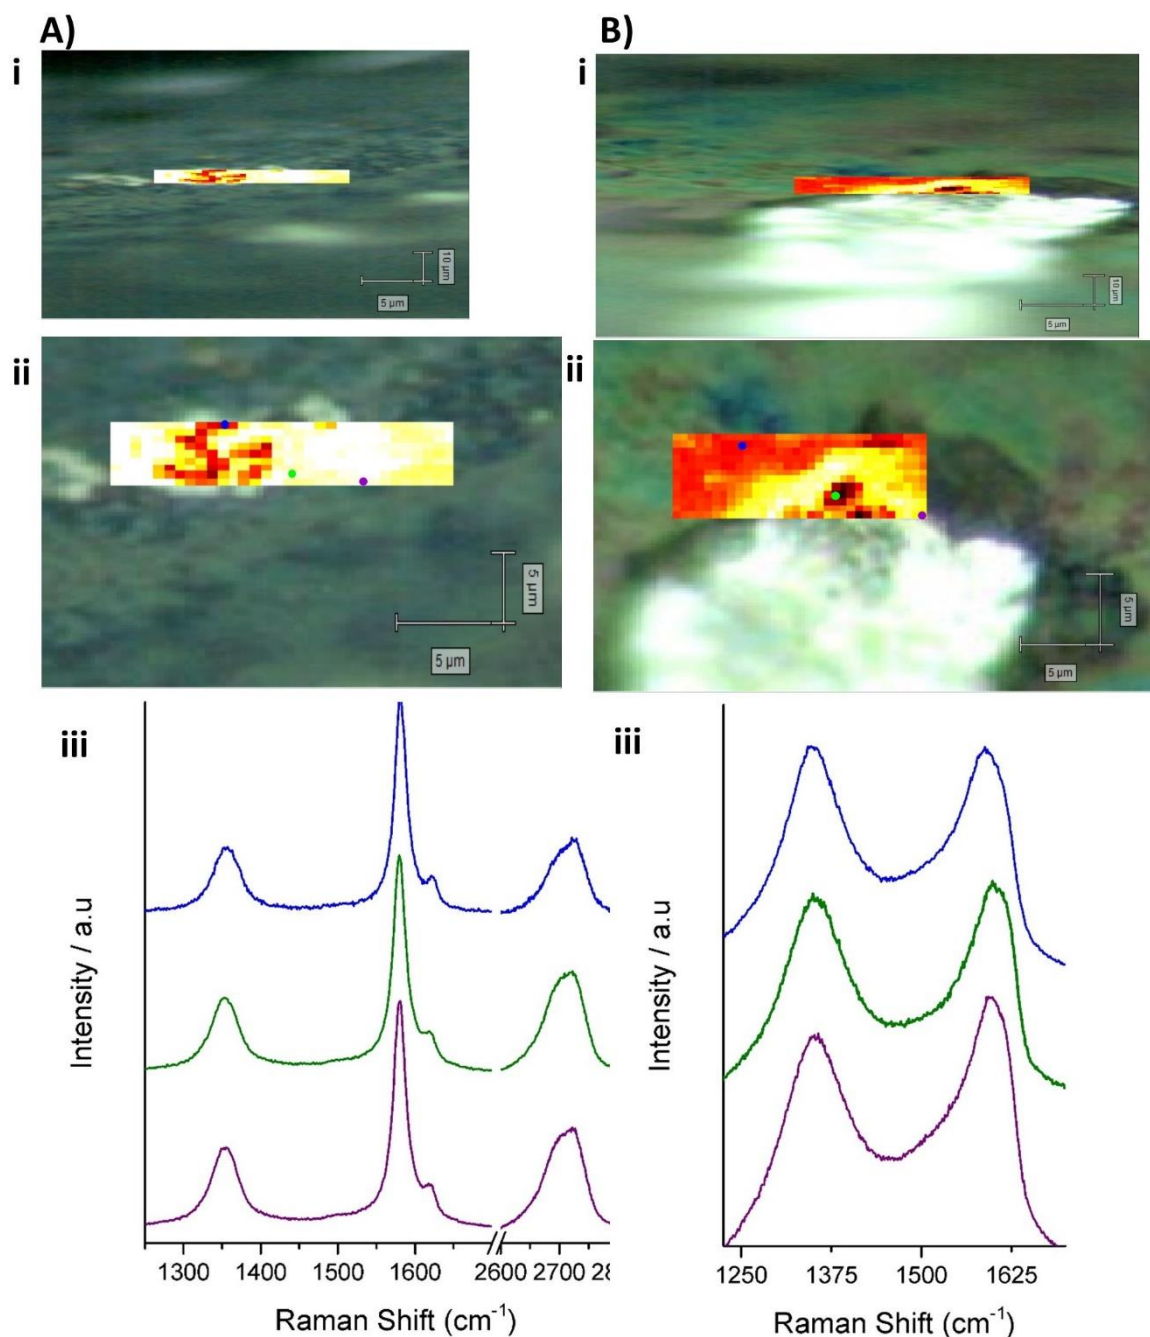 A)
B)
i
i
10 µm
5 µm
10 µm
5 µm
ii
ii
5 µm
5 µm
5 µm
5 µm
iii
iii
Intensity / a.u
Intensity / a.u
1300 1400 1500 1600 2600 2700 28
1250 1375 1500 1625
Raman Shift (cm⁻¹)
Raman Shift (cm⁻¹)